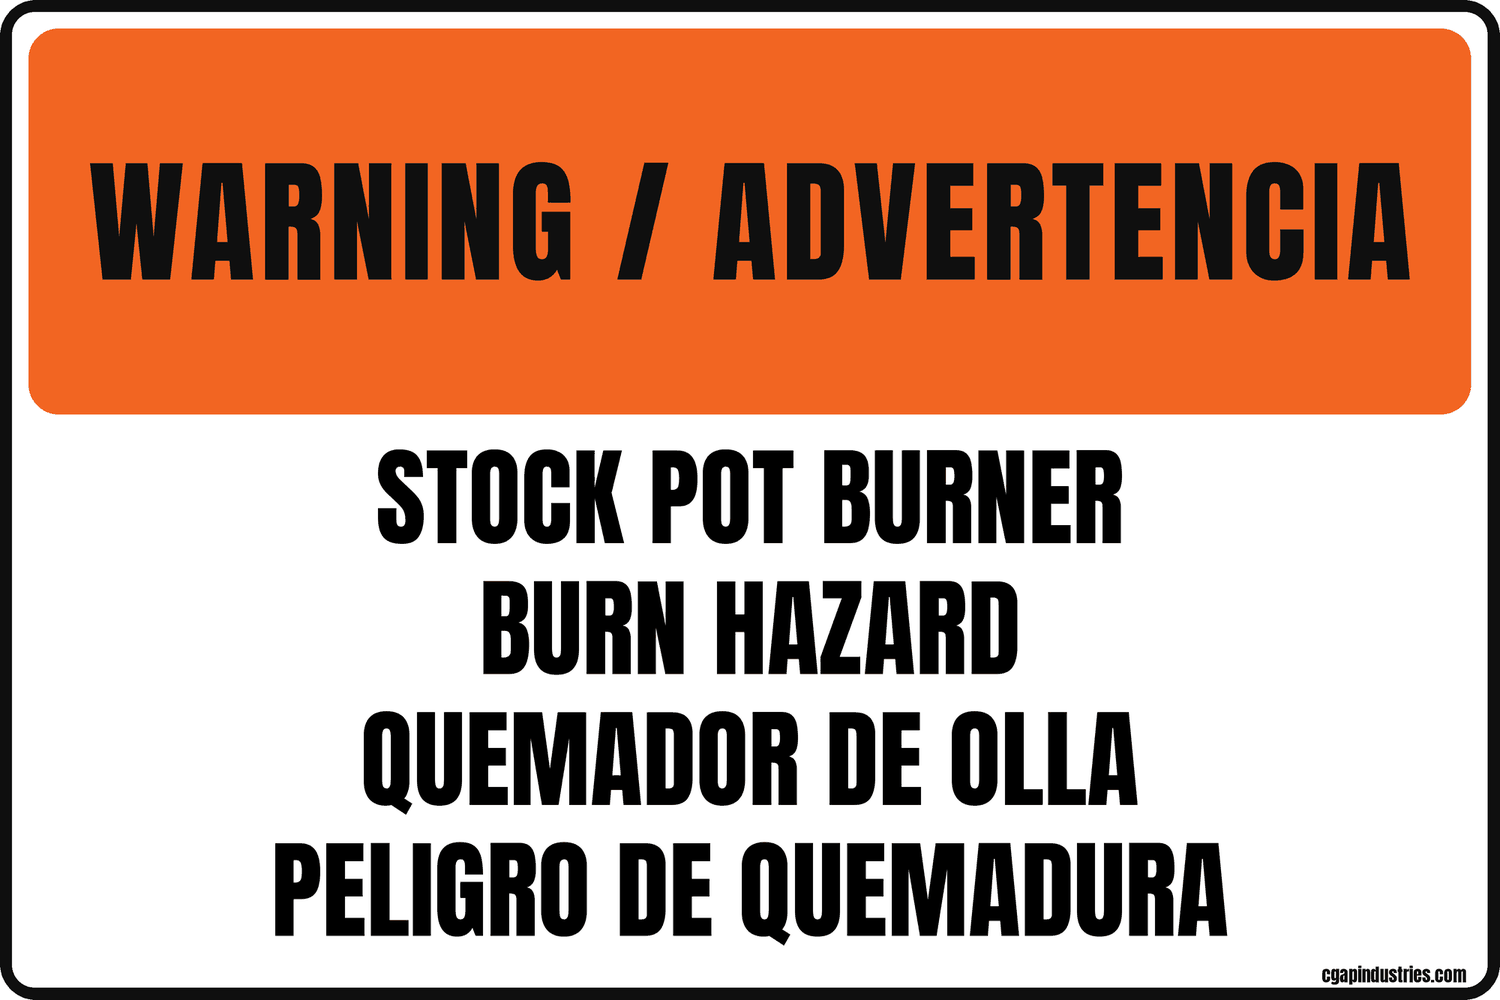 WARNING / ADVERTENCIA
STOCK POT BURNER
BURN HAZARD
QUEMADOR DE OLLA
PELIGRO DE QUEMADURA
cgapindustries.com